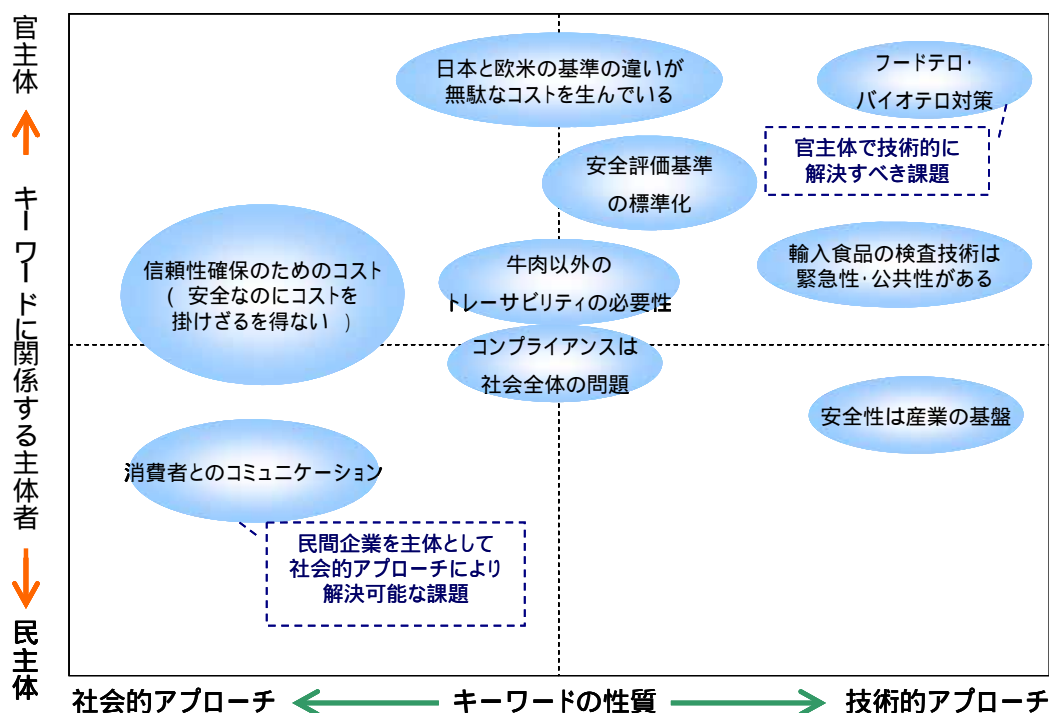 官主体
キーワードに関係する主体者
民主体
日本と欧米の基準の違いが
無駄なコストを生んでいる
フードテロ・
バイオテロ対策
官主体で技術的に
解決すべき課題
安全評価基準
の標準化
信頼性確保のためのコスト
(安全なのにコストを
掛けざるを得ない)
牛肉以外の
トレーサビリティの必要性
輸入食品の検査技術は
緊急性・公共性がある
コンプライアンスは
社会全体の問題
安全性は産業の基盤
消費者とのコミュニケーション
民間企業を主体として
社会的アプローチにより
解決可能な課題
社会的アプローチ
キーワードの性質
技術的アプローチ